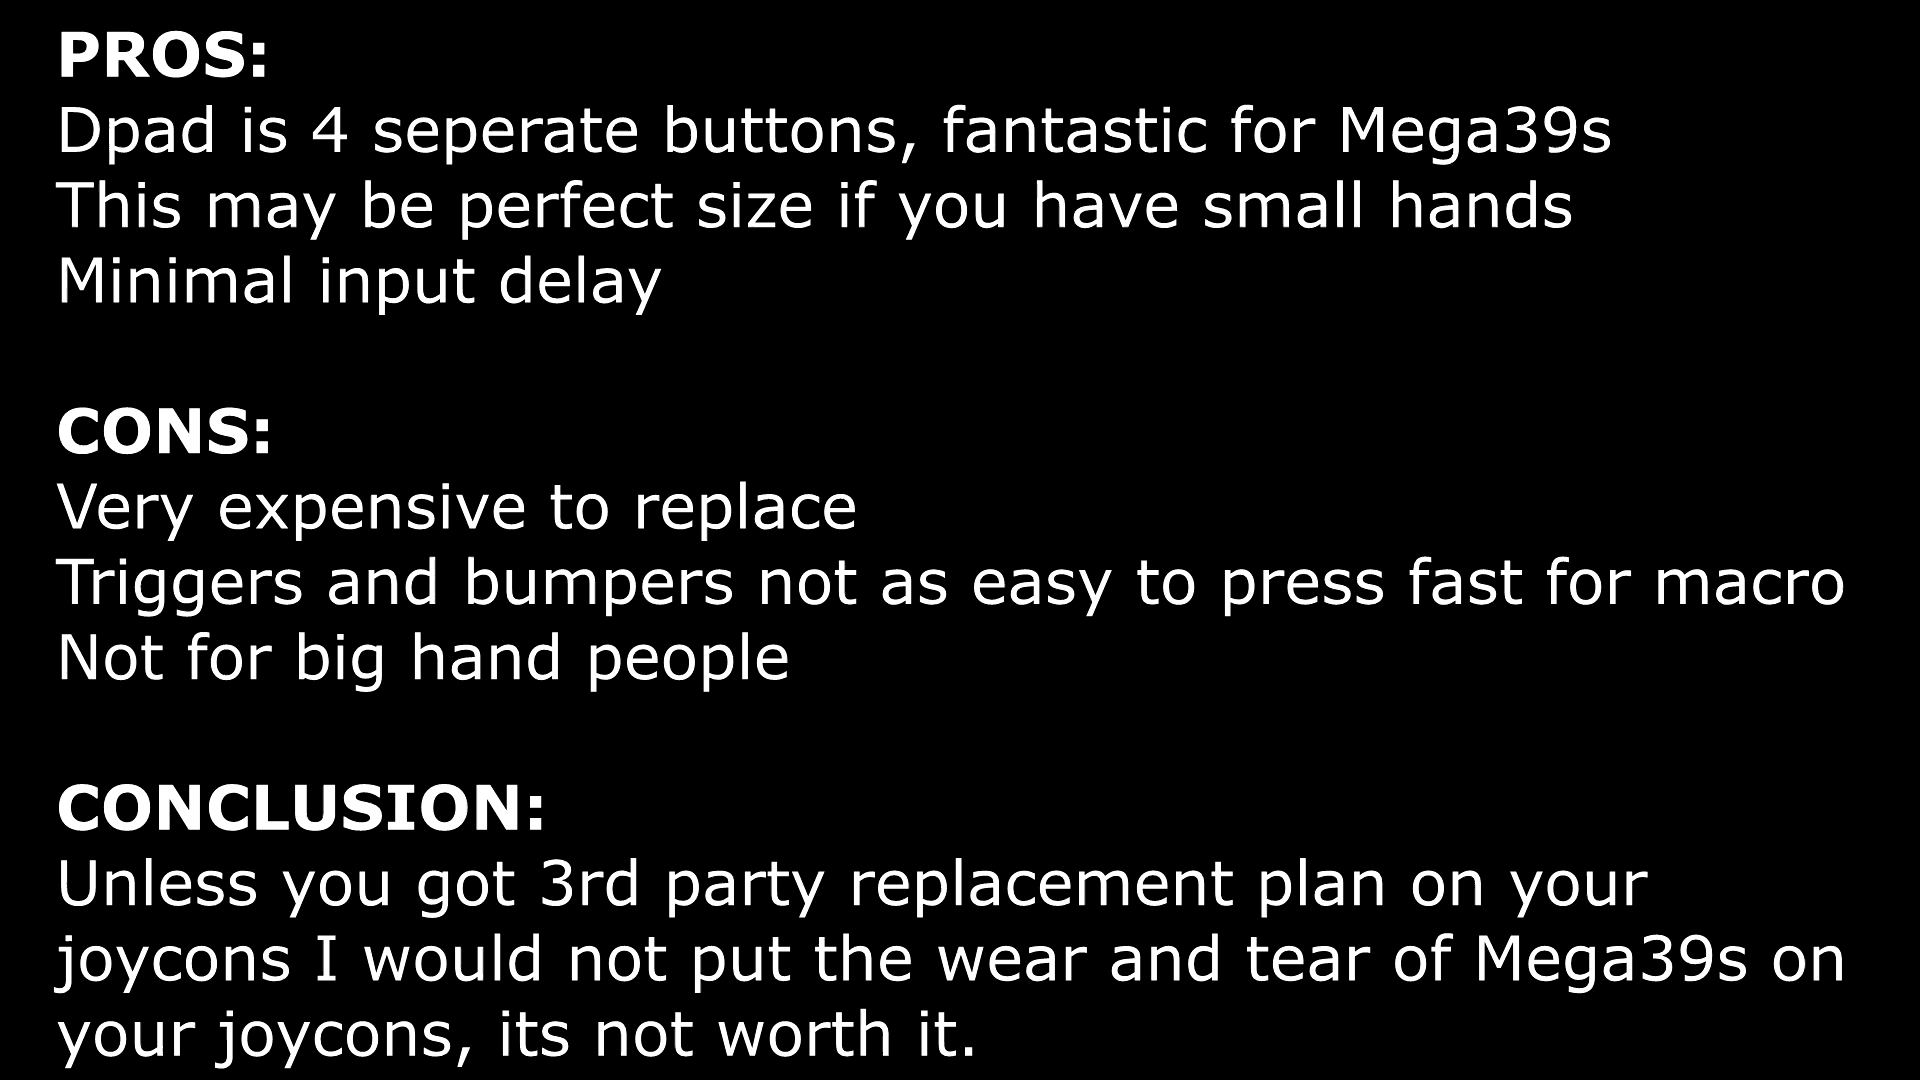 PROS:
Dpad is 4 seperate buttons, fantastic for Mega39s
This may be perfect size if you have small hands
Minimal input delay
CONS:
Very expensive to replace
Triggers and bumpers not as easy to press fast for macro
Not for big hand people
CONCLUSION:
Unless you got 3rd party replacement plan on your
joycons I would not put the wear and tear of Mega39s on
your joycons, its not worth it.